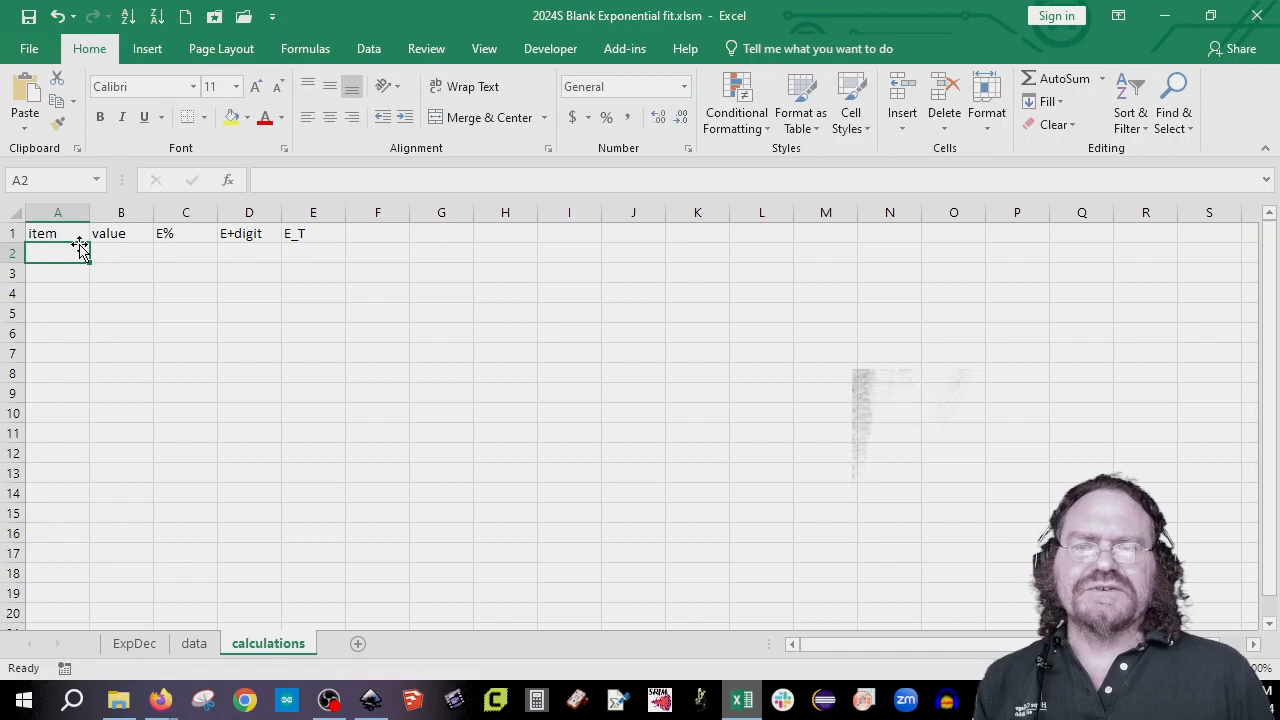 2024S Blank Exponential fit.xlsm - Excel
Sign in
File Home Insert Page Layout Formulas Data Review View Developer Add-ins Help Tell me what you want to do Share
Paste
Clipboard
Calibri 11
B I U
Font
Wrap Text
Merge & Center
Alignment
General
$ % ,
Number
Conditional Formatting
Format as Table
Cell Styles
Styles
Insert
Delete
Format
Cells
AutoSum
Fill
Clear
Sort & Filter
Find & Select
Editing
A2
fx
A B C D E F G H I J K L M N O P Q R S
1 item value E% E+digit E_T
2
3
4
5
6
7
8
9
10
11
12
13
14
15
16
17
18
19
20
ExpDec data calculations
Ready